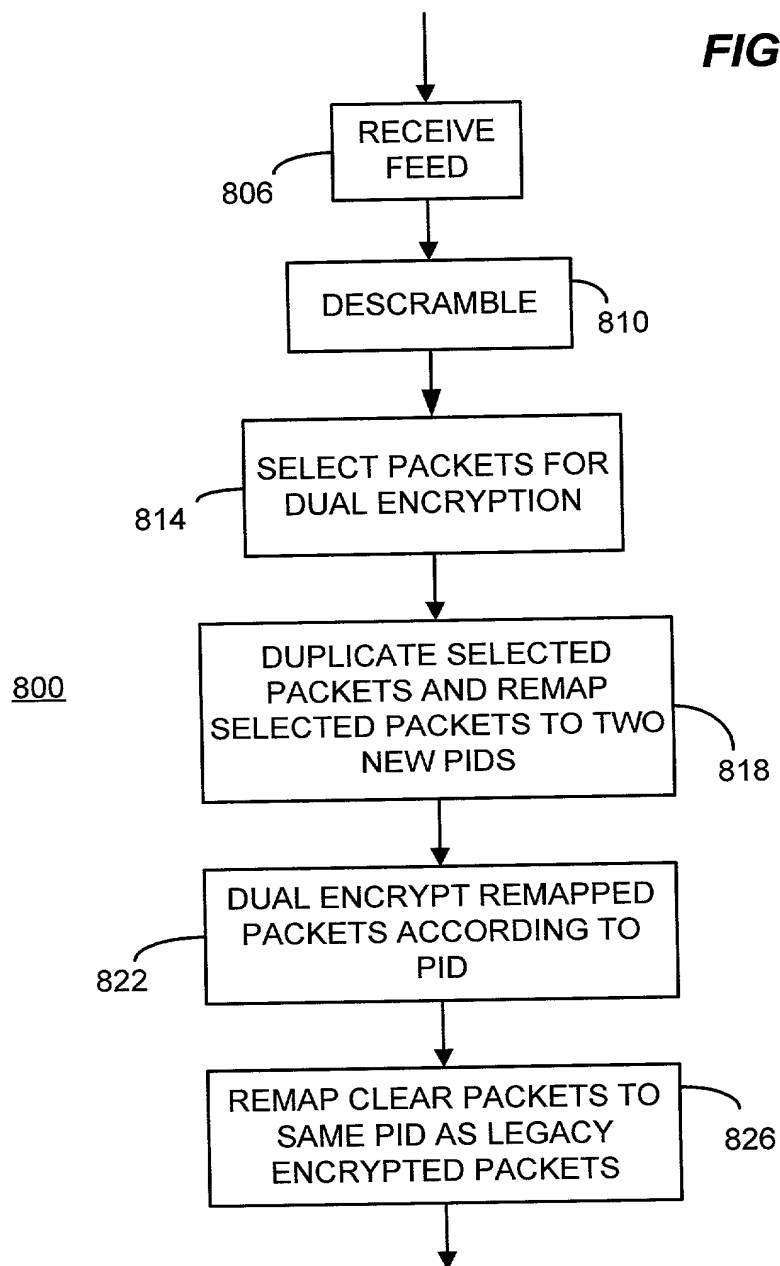 FIG
RECEIVE
FEED
806
DESCRAMBLE
810
SELECT PACKETS FOR
DUAL ENCRYPTION
814
DUPLICATE SELECTED
PACKETS AND REMAP
SELECTED PACKETS TO TWO
NEW PIDS
800
818
DUAL ENCRYPT REMAPPED
PACKETS ACCORDING TO
PID
822
REMAP CLEAR PACKETS TO
SAME PID AS LEGACY
ENCRYPTED PACKETS
826